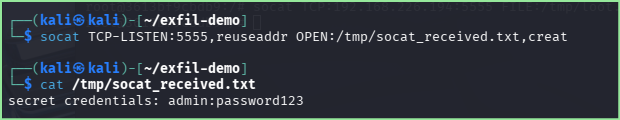 ┌──(kali㉿kali)-[~/exfil-demo]
└─$ socat TCP-LISTEN:5555,reuseaddr OPEN:/tmp/socat_received.txt,creat
┌──(kali㉿kali)-[~/exfil-demo]
└─$ cat /tmp/socat_received.txt
secret credentials: admin:password123